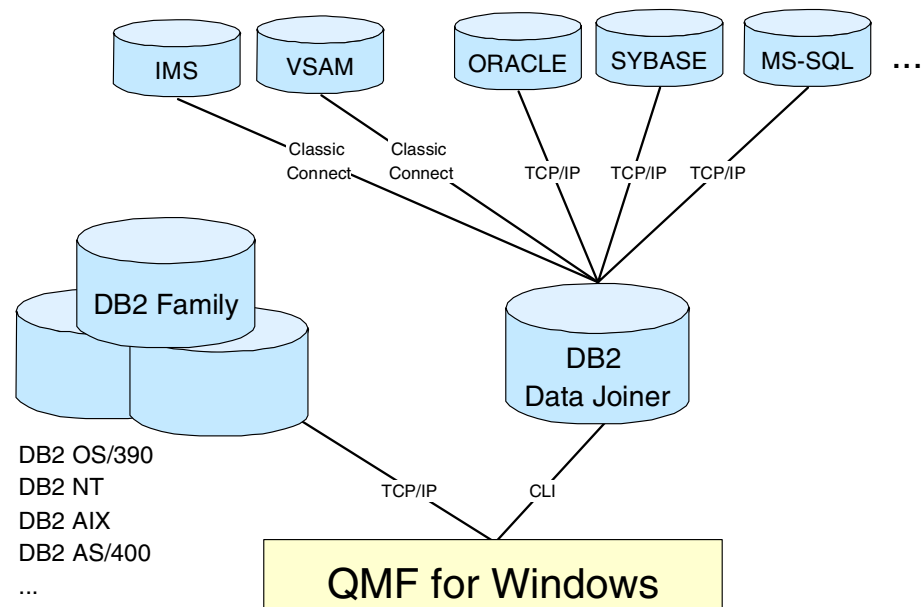 IMS
VSAM
ORACLE
SYBASE
MS-SQL
...
Classic
Connect
Classic
Connect
TCP/IP
TCP/IP
TCP/IP
DB2 Family
DB2
Data Joiner
DB2 OS/390
DB2 NT
DB2 AIX
DB2 AS/400
...
TCP/IP
CLI
QMF for Windows